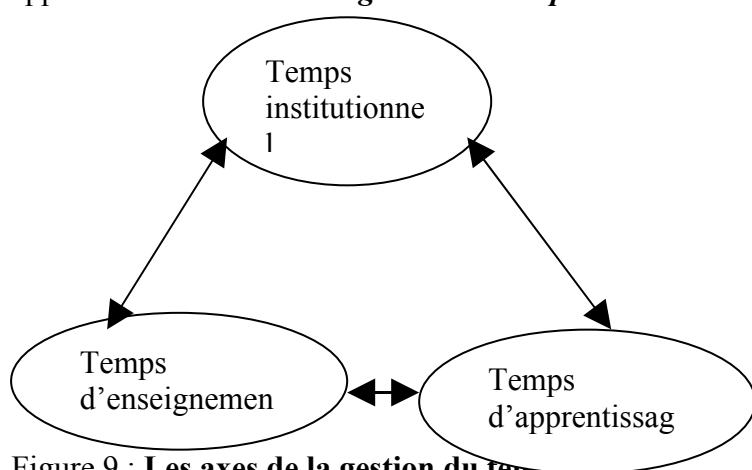 Temps
institutionne
l
Temps
d’enseignemen
Temps
d’apprentissag
Figure 9 : Les axes de la gestion du